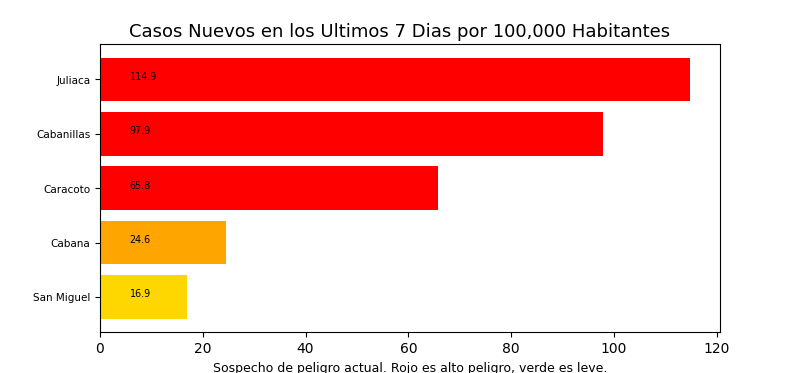 Casos Nuevos en los Ultimos 7 Dias por 100,000 Habitantes
Juliaca 114.9
Cabanillas 97.9
Caracoto 65.8
Cabana 24.6
San Miguel 16.9
0 20 40 60 80 100 120
Sospecho de peligro actual. Rojo es alto peligro, verde es leve.